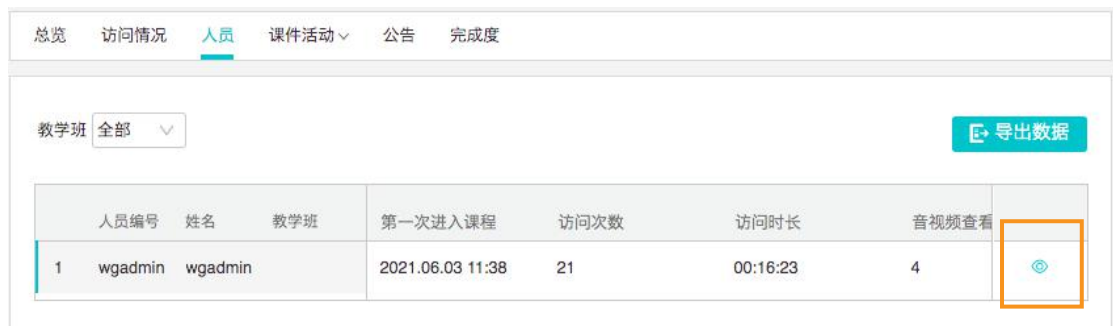 总览 访问情况 人员 课件活动 公告 完成度
教学班 全部 导出数据
人员编号 姓名 教学班 第一次进入课程 访问次数 访问时长 音视频查看
1 wgadmin wgadmin 2021.06.03 11:38 21 00:16:23 4